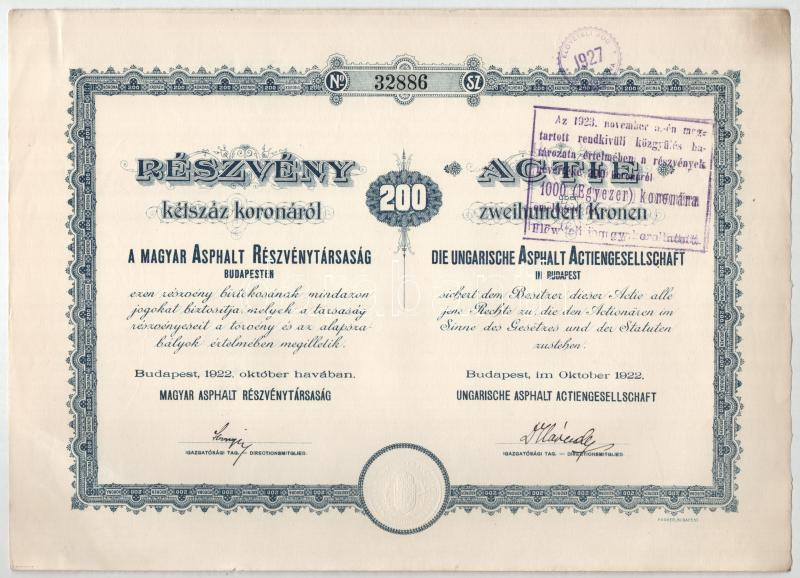 No 32886 SZ.
1927
Az 1923. november
tartott rendkivüli közgyülés ha-
tározata értelmében a részvények
1000 (Egyezer) koronára
RÉSZVÉNY
kétszáz koronáról
200
A MAGYAR ASPHALT RÉSZVÉNYTÁRSASÁG
BUDAPESTEN
ezen részvény birtokosának mindazon
jogokat biztosítja, melyek a társaság
részvényeseit a törvény és az alapsza-
bályok értelmében megilletik.
Budapest, 1922. október havában.
MAGYAR ASPHALT RÉSZVÉNYTÁRSASÁG
IGAZGATÓSÁGI TAG. — DIRECTIONSMITGLIED.
ACTIE
zweihundert Kronen
DIE UNGARISCHE ASPHALT ACTIENGESELLSCHAFT
IN BUDAPEST
sichert dem Besitzer dieser Actie alle
jene Rechte zu, die den Actionären im
Sinne des Gesetzes und der Statuten
zustehen.
Budapest, im Oktober 1922.
UNGARISCHE ASPHALT ACTIENGESELLSCHAFT
IGAZGATÓSÁGI TAG. — DIRECTIONSMITGLIED.